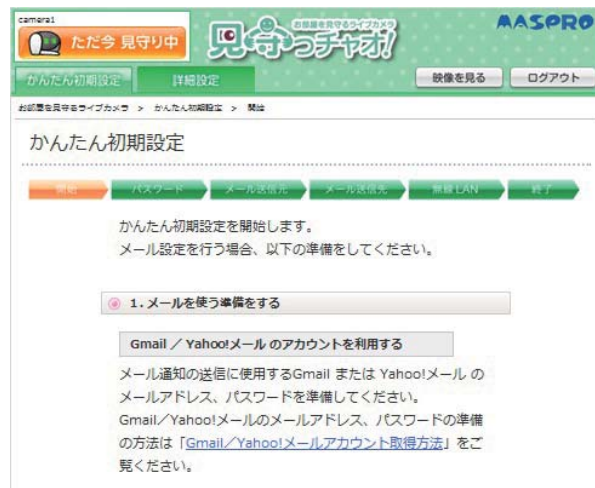 camera1
ただ今 見守り中
お部屋を見守るライブカメラ
見守っチャオ!
MASPRO
かんたん初期設定
詳細設定
映像を見る
ログアウト
お部屋を見守るライブカメラ > かんたん初期設定 > 開始
かんたん初期設定
開始
パスワード
メール送信元
メール送信先
無線 LAN
終了
かんたん初期設定を開始します。
メール設定を行う場合、以下の準備をしてください。
1. メールを使う準備をする
Gmail / Yahoo!メール のアカウントを利用する
メール通知の送信に使用するGmail または Yahoo!メール の
メールアドレス、パスワードを準備してください。
Gmail/Yahoo!メールのメールアドレス、パスワードの準備
の方法は「Gmail/Yahoo!メールアカウント取得方法」をご
覧ください。